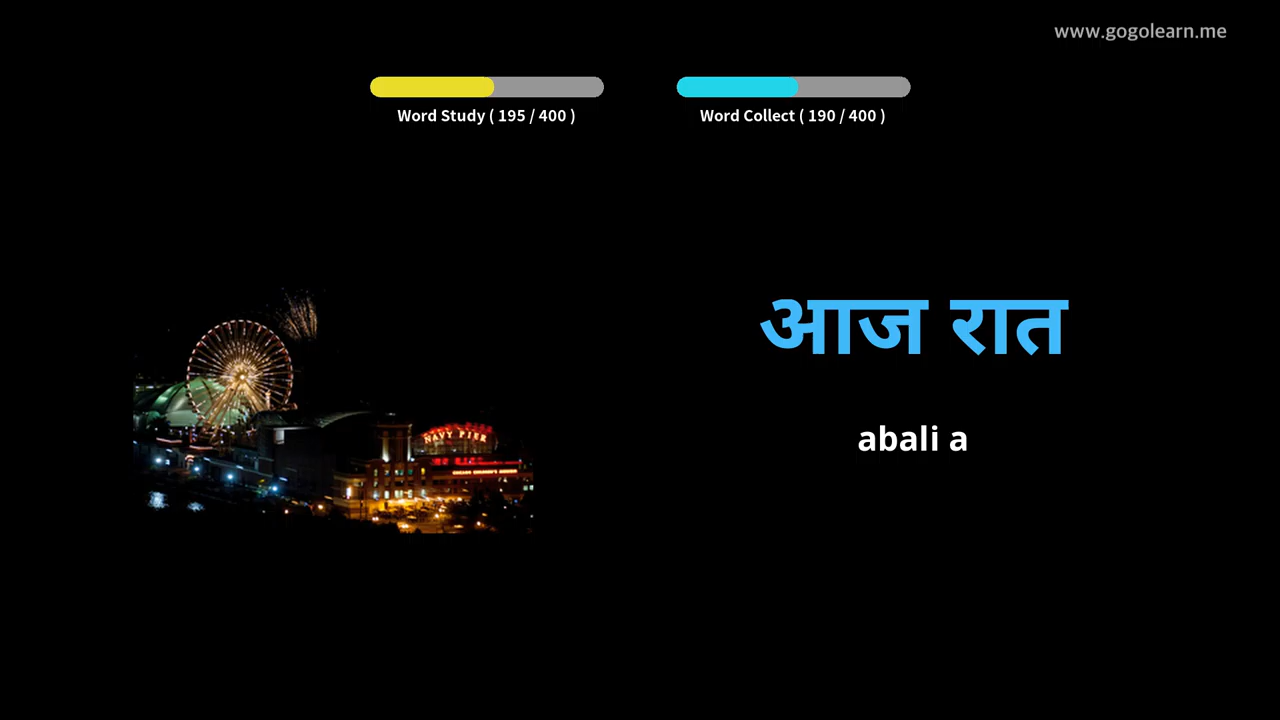 www.gogolearn.me
Word Study ( 195 / 400 )
Word Collect ( 190 / 400 )
आज रात
abali a
NAVY PIER